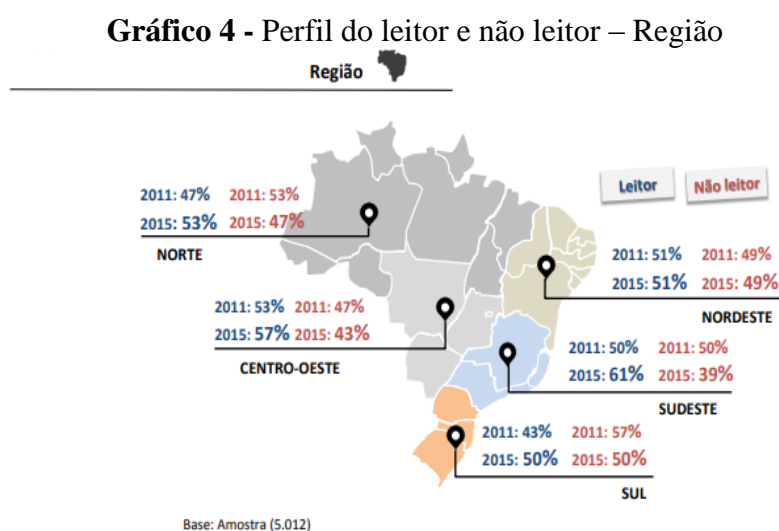 Gráfico 4 - Perfil do leitor e não leitor – Região
Região
Leitor Não leitor
2011: 47% 2011: 53%
2015: 53% 2015: 47%
NORTE
2011: 51% 2011: 49%
2015: 51% 2015: 49%
NORDESTE
2011: 53% 2011: 47%
2015: 57% 2015: 43%
CENTRO-OESTE
2011: 50% 2011: 50%
2015: 61% 2015: 39%
SUDESTE
2011: 43% 2011: 57%
2015: 50% 2015: 50%
SUL
Base: Amostra (5.012)